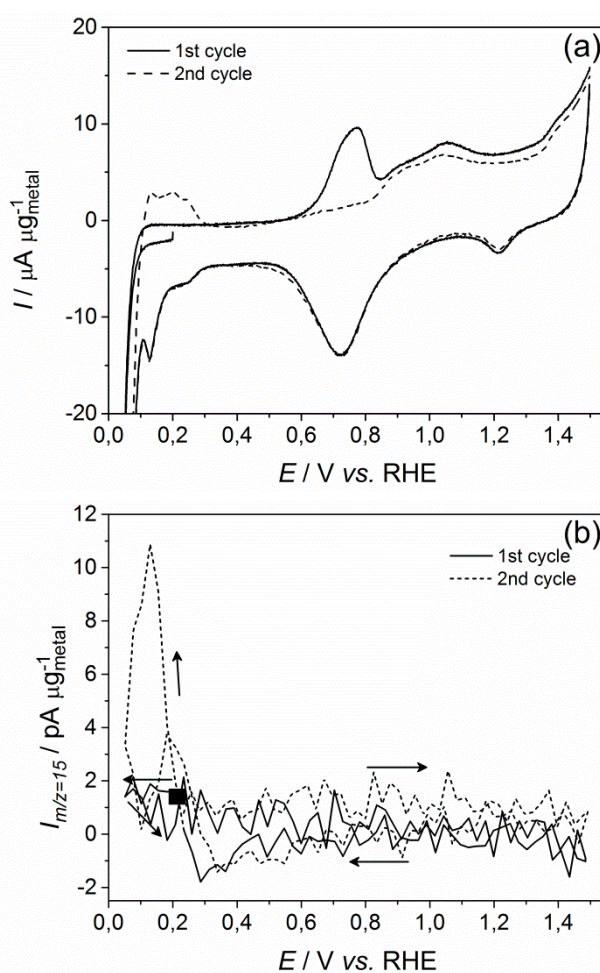 20
(a)
1st cycle
2nd cycle
10
I / µA µg⁻¹metal
0
-10
-20
0,0 0,2 0,4 0,6 0,8 1,0 1,2 1,4
E / V vs. RHE
12
(b)
1st cycle
2nd cycle
10
8
6
I m/z=15 / pA µg⁻¹metal
4
2
0
-2
0,0 0,2 0,4 0,6 0,8 1,0 1,2 1,4
E / V vs. RHE